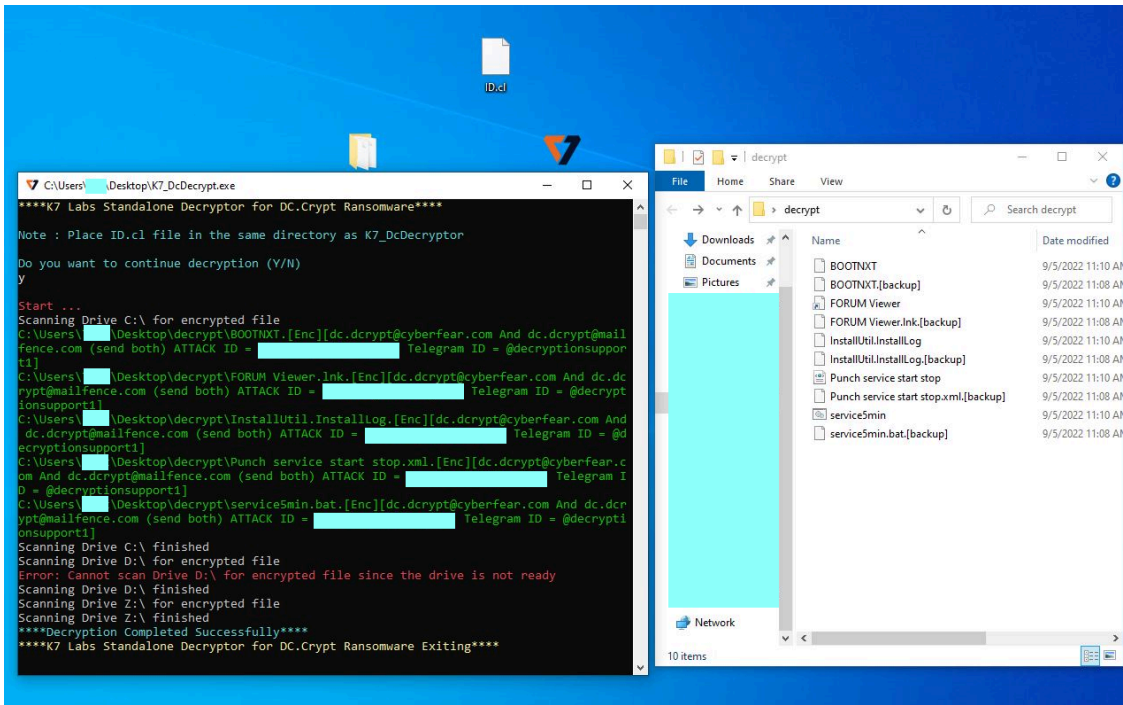 ID.cl
C:\Users\ \Desktop\K7_DcDecrypt.exe
****K7 Labs Standalone Decryptor for DC.Crypt Ransomware****
Note : Place ID.cl file in the same directory as K7_DcDecryptor
Do you want to continue decryption (Y/N)
y
Start ...
Scanning Drive C:\ for encrypted file
C:\Users\ \Desktop\decrypt\BOOTNXT.[Enc][dc.dcrypt@cyberfear.com And dc.dcrypt@mail
fence.com (send both) ATTACK ID = Telegram ID = @decryptionsuppor
t1]
C:\Users\ \Desktop\decrypt\FORUM Viewer.lnk.[Enc][dc.dcrypt@cyberfear.com And dc.dc
rypt@mailfence.com (send both) ATTACK ID = Telegram ID = @decrypt
ionsupport1]
C:\Users\ \Desktop\decrypt\InstallUtil.InstallLog.[Enc][dc.dcrypt@cyberfear.com And
dc.dcrypt@mailfence.com (send both) ATTACK ID = Telegram ID = @d
ecryptionsupport1]
C:\Users\ \Desktop\decrypt\Punch service start stop.xml.[Enc][dc.dcrypt@cyberfear.c
om And dc.dcrypt@mailfence.com (send both) ATTACK ID = Telegram I
D = @decryptionsupport1]
C:\Users\ \Desktop\decrypt\service5min.bat.[Enc][dc.dcrypt@cyberfear.com And dc.dcr
ypt@mailfence.com (send both) ATTACK ID = Telegram ID = @decrypti
onsupport1]
Scanning Drive C:\ finished
Scanning Drive D:\ for encrypted file
Error: Cannot scan Drive D:\ for encrypted file since the drive is not ready
Scanning Drive D:\ finished
Scanning Drive Z:\ for encrypted file
Scanning Drive Z:\ finished
****Decryption Completed Successfully****
****K7 Labs Standalone Decryptor for DC.Crypt Ransomware Exiting****
decrypt
File Home Share View
decrypt Search decrypt
Downloads
Documents
Pictures
Network
Name Date modified
BOOTNXT 9/5/2022 11:10 AM
BOOTNXT.[backup] 9/5/2022 11:08 AM
FORUM Viewer 9/5/2022 11:10 AM
FORUM Viewer.lnk.[backup] 9/5/2022 11:08 AM
InstallUtil.InstallLog 9/5/2022 11:10 AM
InstallUtil.InstallLog.[backup] 9/5/2022 11:08 AM
Punch service start stop 9/5/2022 11:10 AM
Punch service start stop.xml.[backup] 9/5/2022 11:08 AM
service5min 9/5/2022 11:10 AM
service5min.bat.[backup] 9/5/2022 11:08 AM
10 items